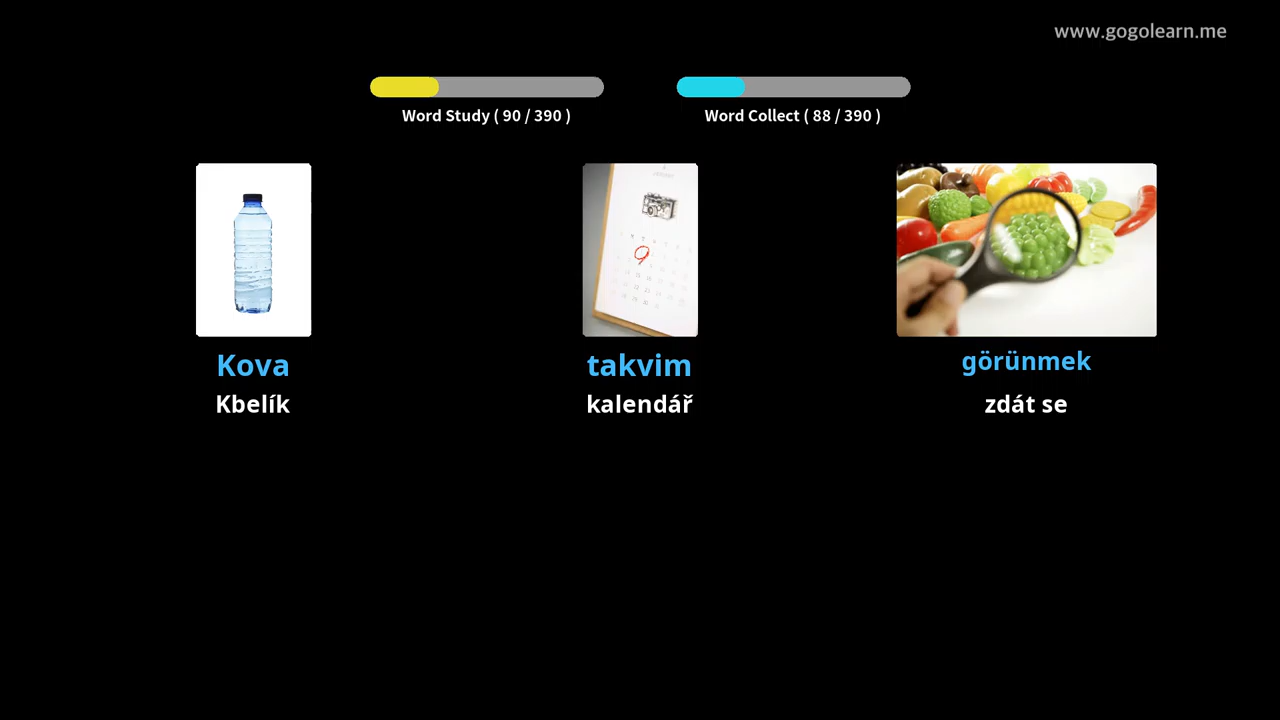 www.gogolearn.me
Word Study ( 90 / 390 )
Word Collect ( 88 / 390 )
Kova
Kbelík
takvim
kalendář
görünmek
zdát se